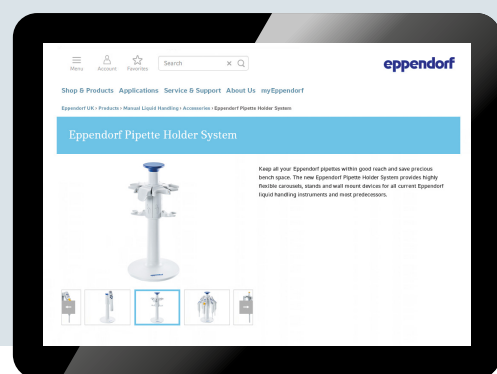 Menu
Account
Favorites
Search
eppendorf
Shop & Products Applications Service & Support About Us myEppendorf
Eppendorf UK › Products › Manual Liquid Handling › Accessories › Eppendorf Pipette Holder System
Eppendorf Pipette Holder System
Keep all your Eppendorf pipettes within good reach and save precious
bench space. The new Eppendorf Pipette Holder System provides highly
flexible carousels, stands and wall mount devices for all current Eppendorf
liquid handling instruments and most predecessors.